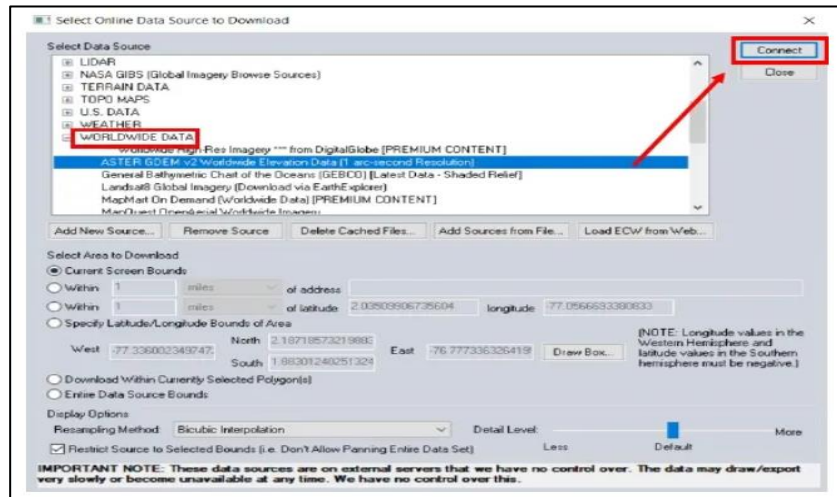 Select Online Data Source to Download
Select Data Source
Connect
Close
LIDAR
NASA GIBS (Global Imagery Browse Sources)
TERRAIN DATA
TOPO MAPS
U.S. DATA
WEATHER
WORLDWIDE DATA
Worldwide High-Res Imagery *** from DigitalGlobe [PREMIUM CONTENT]
ASTER GDEM v2 Worldwide Elevation Data (1 arc-second Resolution)
General Bathymetric Chart of the Oceans (GEBCO) [Latest Data - Shaded Relief]
Landsat8 Global Imagery (Download via EarthExplorer)
MapMart On Demand (Worldwide Data) [PREMIUM CONTENT]
MapQuest OpenAerial Worldwide Imagery
Add New Source... Remove Source Delete Cached Files... Add Sources from File... Load ECW from Web...
Select Area to Download
Current Screen Bounds
Within 1 miles of address
Within 1 miles of latitude longitude
Specify Latitude/Longitude Bounds of Area
North
West East Draw Box...
South
(NOTE: Longitude values in the
Western Hemisphere and
latitude values in the Southern
hemisphere must be negative.)
Download Within Currently Selected Polygon(s)
Entire Data Source Bounds
Display Options
Resampling Method: Bicubic Interpolation Detail Level: More
Restrict Source to Selected Bounds (i.e. Don't Allow Panning Entire Data Set) Less Default
IMPORTANT NOTE: These data sources are on external servers that we have no control over. The data may draw/export
very slowly or become unavailable at any time. We have no control over this.